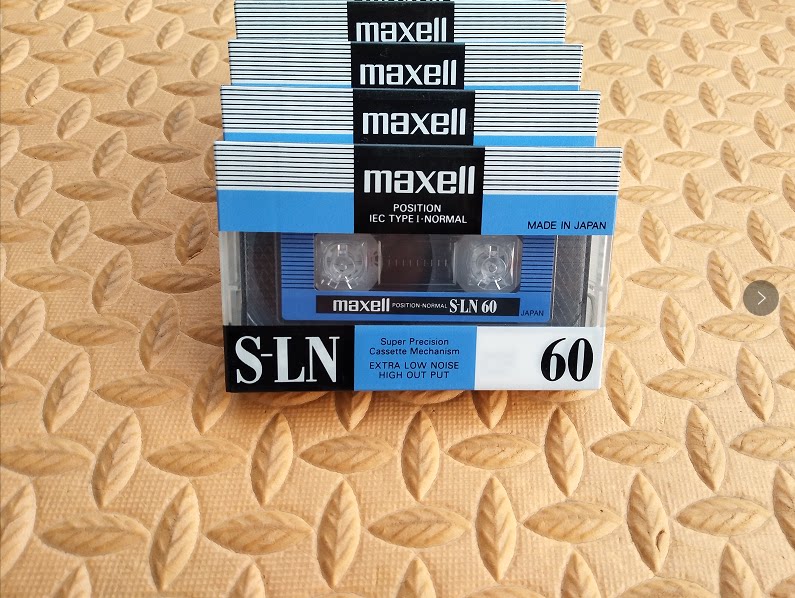 maxell
maxell
maxell
maxell
POSITION
IEC TYPE I·NORMAL
MADE IN JAPAN
maxell POSITION-NORMAL S-LN 60
JAPAN
S-LN
Super Precision
Cassette Mechanism
EXTRA LOW NOISE
HIGH OUT PUT
60